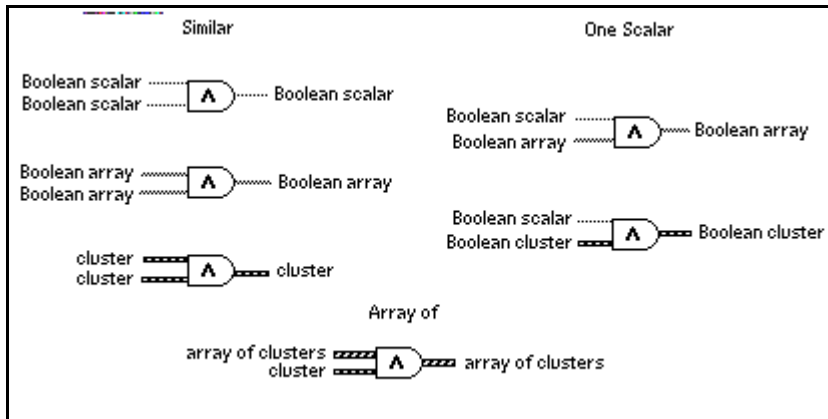 Similar
Boolean scalar
Boolean scalar
Λ
Boolean scalar
Boolean array
Boolean array
Λ
Boolean array
cluster
cluster
Λ
cluster
One Scalar
Boolean scalar
Boolean array
Λ
Boolean array
Boolean scalar
Boolean cluster
Λ
Boolean cluster
Array of
array of clusters
cluster
Λ
array of clusters